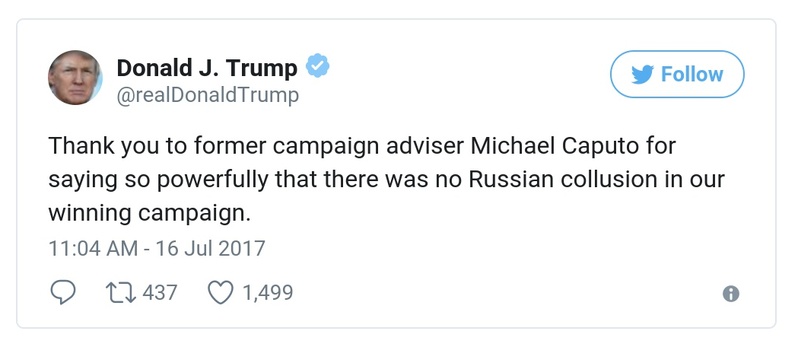 Donald J. Trump
@realDonaldTrump
Follow
Thank you to former campaign adviser Michael Caputo for
saying so powerfully that there was no Russian collusion in our
winning campaign.
11:04 AM - 16 Jul 2017
437 1,499